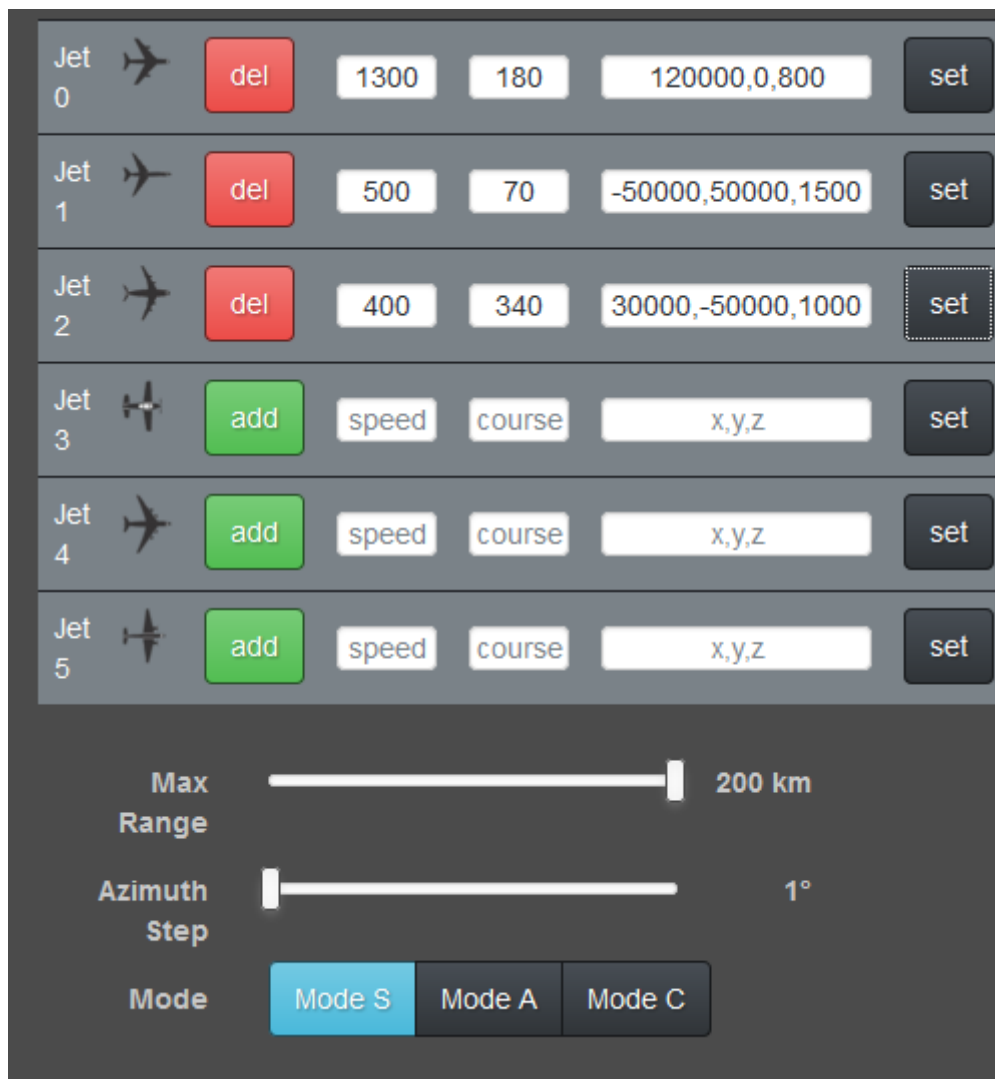 Jet
0
del
1300
180
120000,0,800
set
Jet
1
del
500
70
-50000,50000,1500
set
Jet
2
del
400
340
30000,-50000,1000
set
Jet
3
add
speed
course
x,y,z
set
Jet
4
add
speed
course
x,y,z
set
Jet
5
add
speed
course
x,y,z
set
Max
Range
200 km
Azimuth
Step
1°
Mode
Mode S
Mode A
Mode C